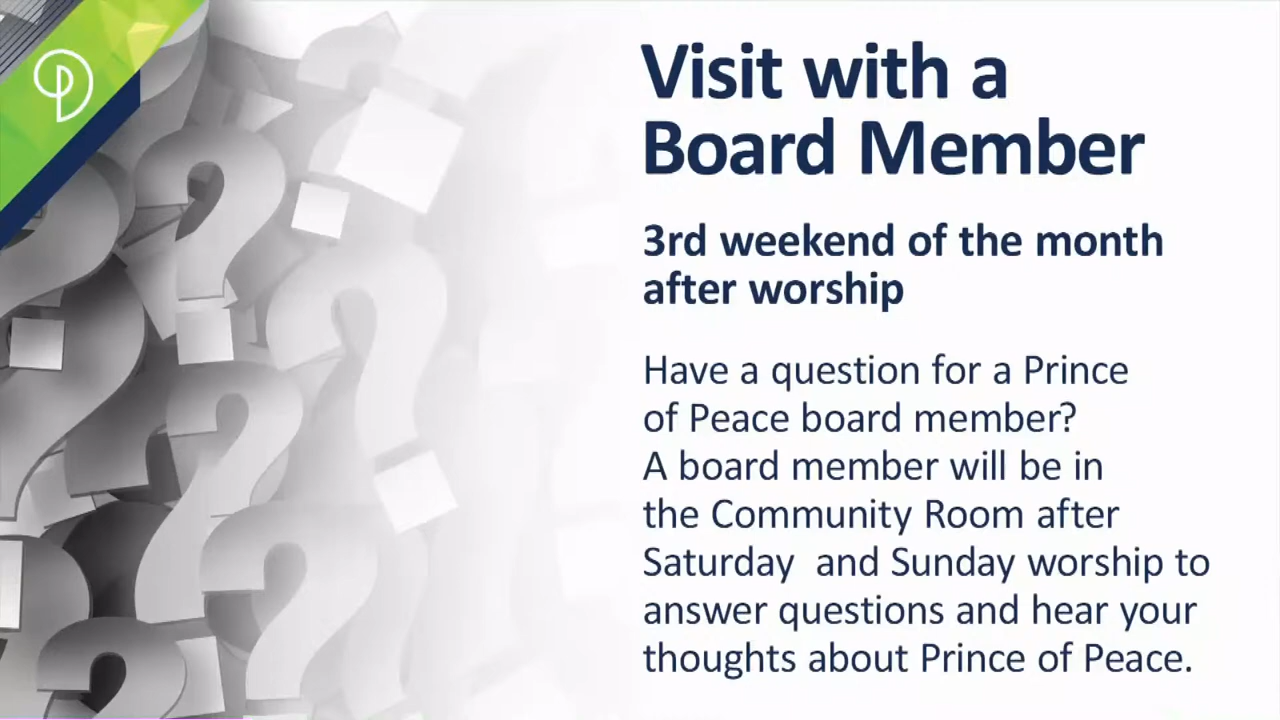 Visit with a
Board Member
3rd weekend of the month
after worship
Have a question for a Prince
of Peace board member?
A board member will be in
the Community Room after
Saturday  and Sunday worship to
answer questions and hear your
thoughts about Prince of Peace.